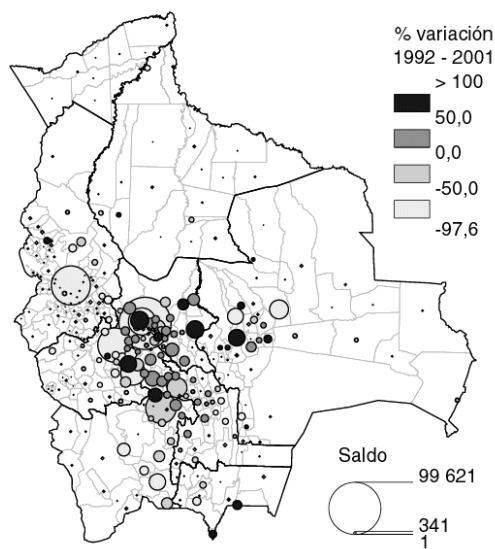 % variación
1992 - 2001
> 100
50,0
0,0
-50,0
-97,6
Saldo
99 621
341
1